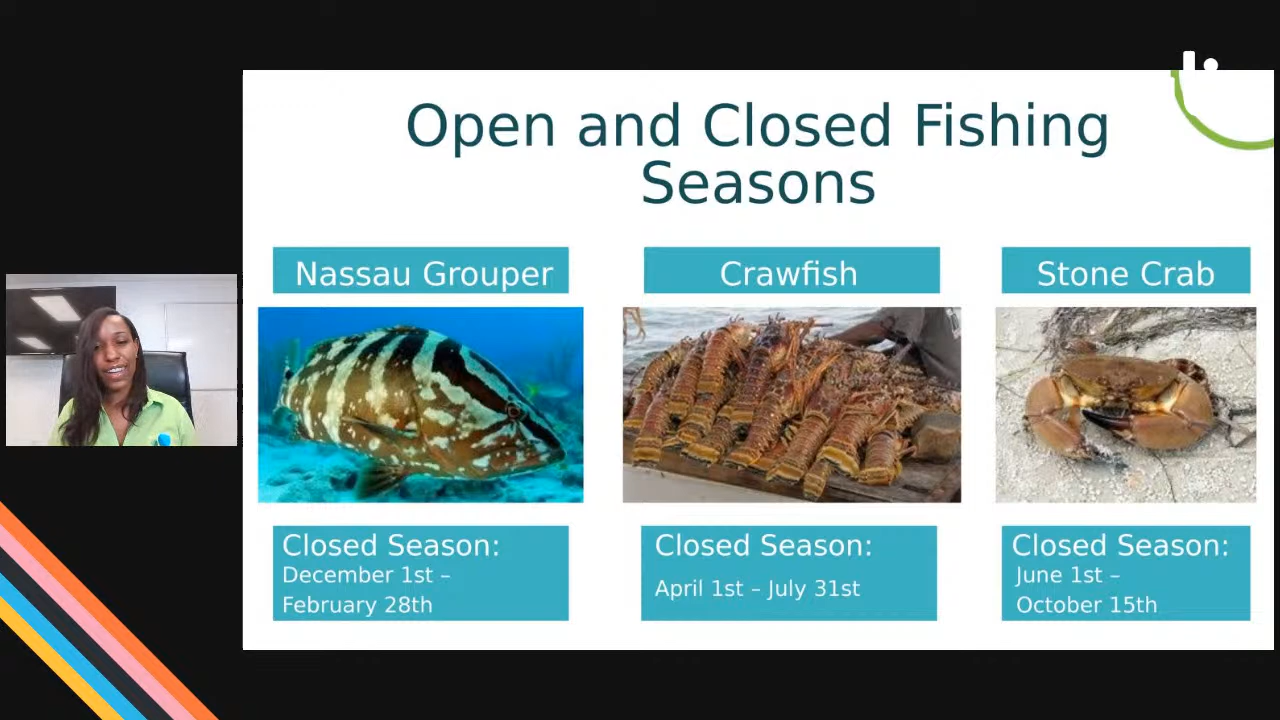 Open and Closed Fishing
Seasons
Nassau Grouper
Crawfish
Stone Crab
Closed Season:
December 1st –
February 28th
Closed Season:
April 1st – July 31st
Closed Season:
June 1st –
October 15th